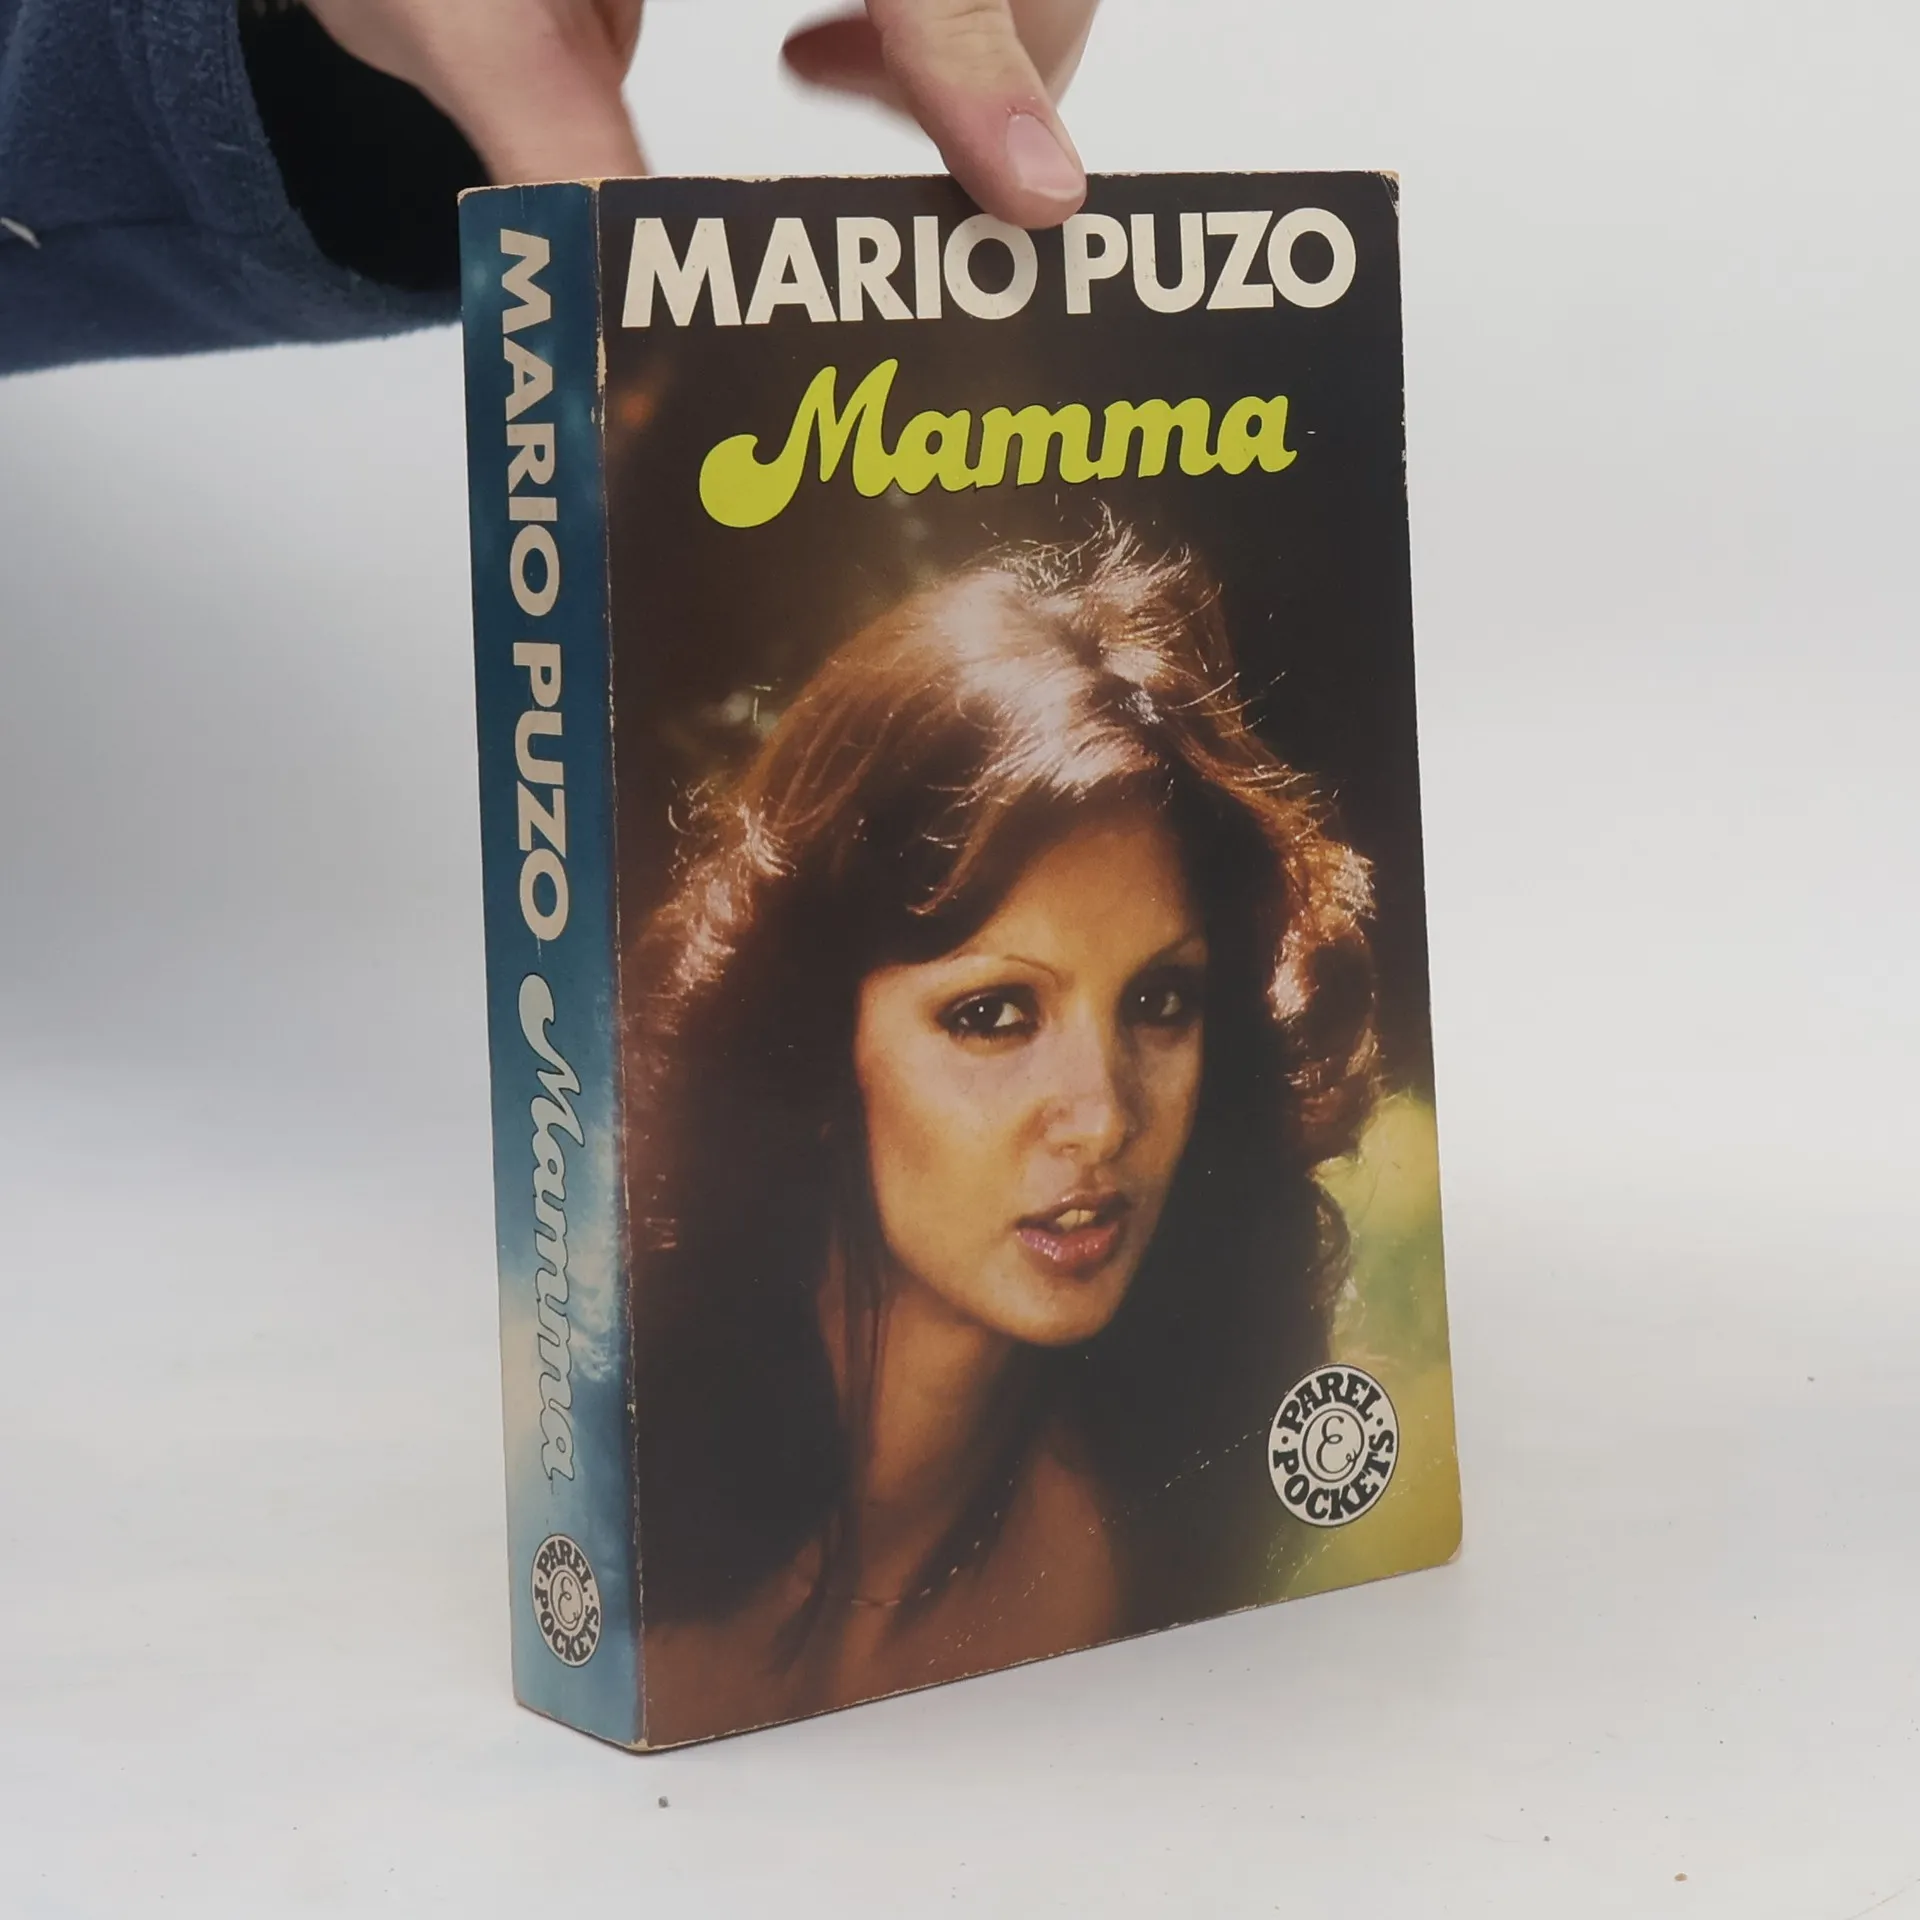 MARIO PUZO
Mamma
PAREL
POCKETS
E
MARIO PUZO Mamma
PAREL
POCKETS
E